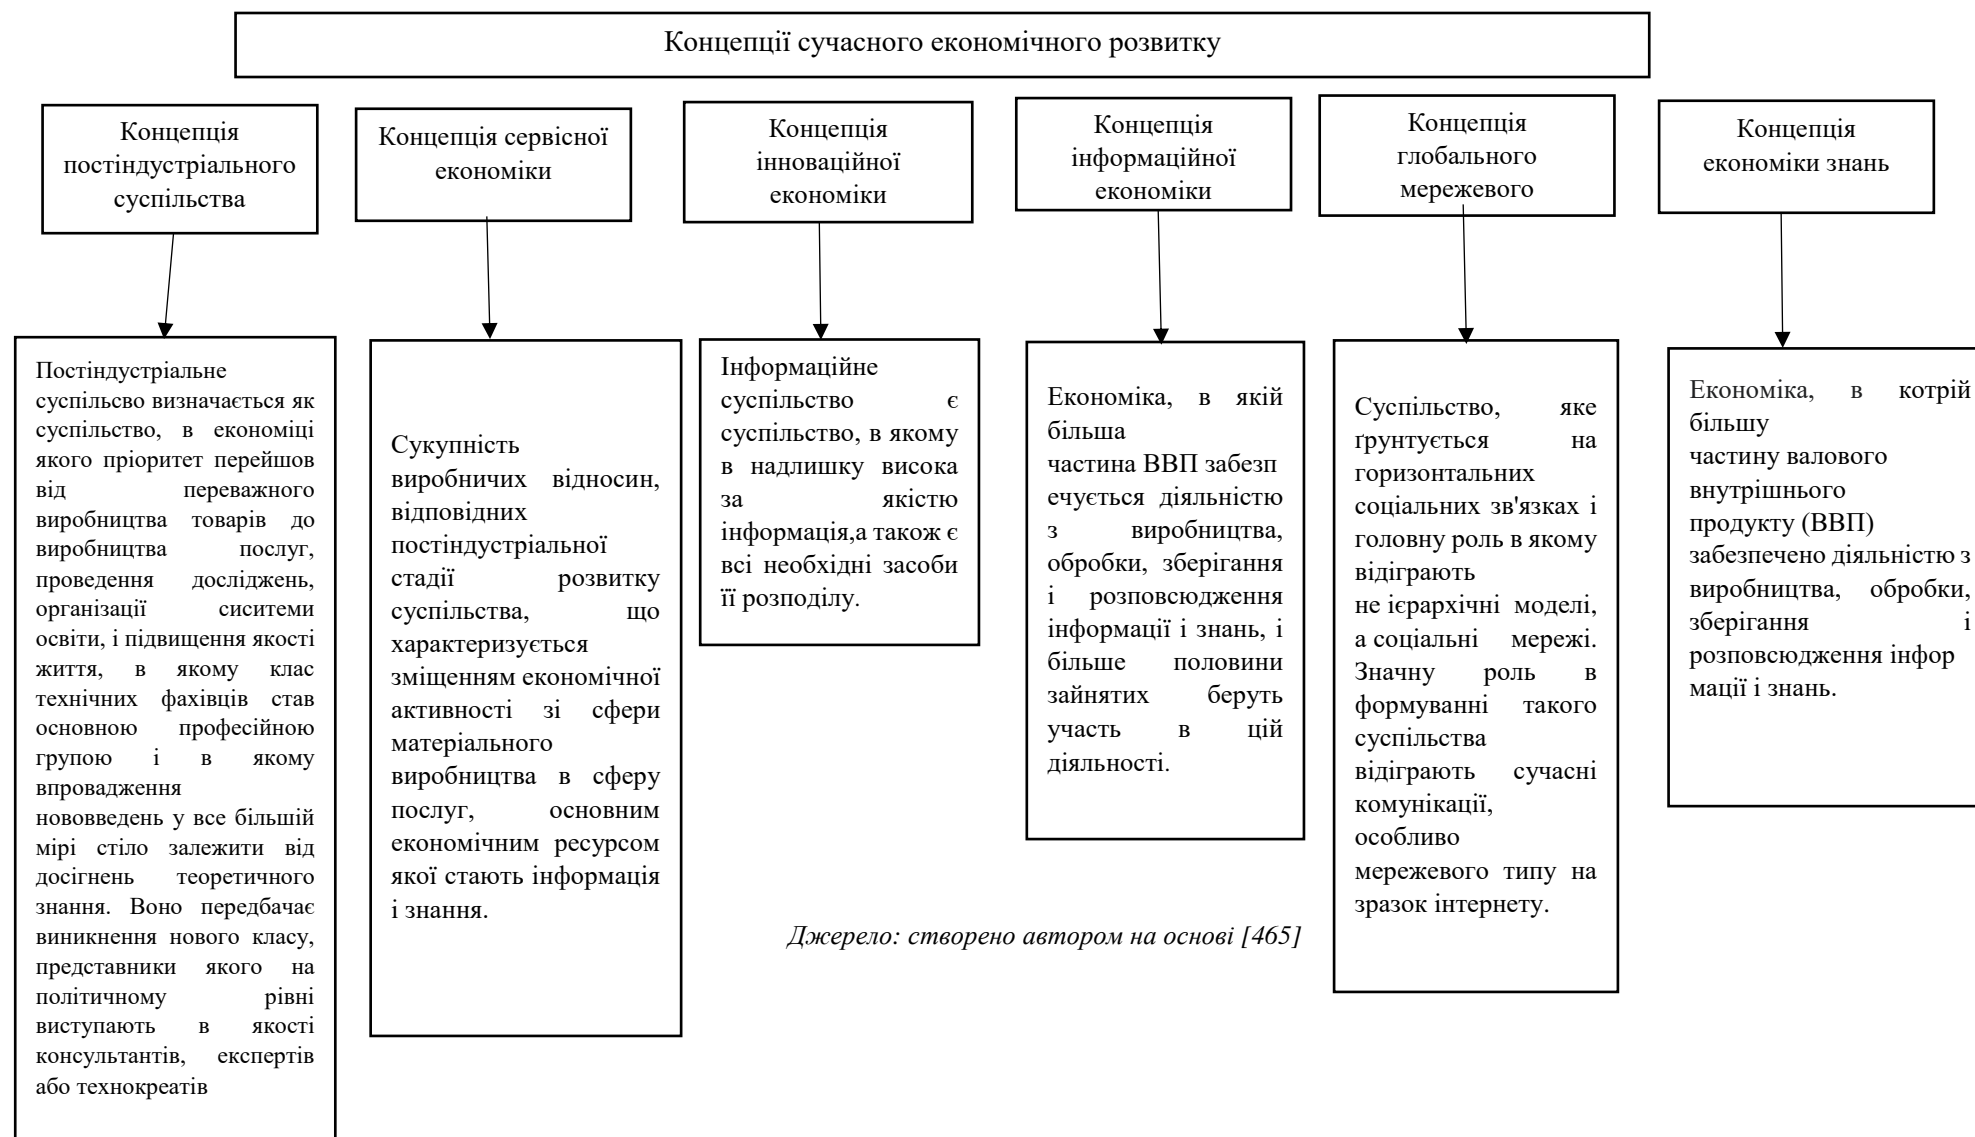 Концепції сучасного економічного розвитку
Концепція
постіндустріального
суспільства
Концепція сервісної
економіки
Концепція
інноваційної
економіки
Концепція
інформаційної
економіки
Концепція
глобального
мережевого
Концепція
економіки знань
Постіндустріальне
суспільсво визначається як
суспільство, в економіці
якого пріоритет перейшов
від переважного
виробництва товарів до
виробництва послуг,
проведення досліджень,
організації сиситеми
освіти, і підвищення якості
життя, в якому клас
технічних фахівців став
основною професійною
групою і в якому
впровадження
нововведень у все більшій
мірі стіло залежити від
досігнень теоретичного
знання. Воно передбачає
виникнення нового класу,
представники якого на
політичному рівні
виступають в якості
консультантів, експертів
або технокреатів
Сукупність
виробничих відносин,
відповідних
постіндустріальної
стадії розвитку
суспільства, що
характеризується
зміщенням економічної
активності зі сфери
матеріального
виробництва в сферу
послуг, основним
економічним ресурсом
якої стають інформація
і знання.
Інформаційне
суспільство є
суспільство, в якому
в надлишку висока
за якістю
інформація,а також є
всі необхідні засоби
її розподілу.
Економіка, в якій
більша
частина ВВП забезп
ечується діяльністю
з виробництва,
обробки, зберігання
і розповсюдження
інформації і знань, і
більше половини
зайнятих беруть
участь в цій
діяльності.
Суспільство, яке
ґрунтується на
горизонтальних
соціальних зв'язках і
головну роль в якому
відіграють
не ієрархічні моделі,
а соціальні мережі.
Значну роль в
формуванні такого
суспільства
відіграють сучасні
комунікації,
особливо
мережевого типу на
зразок інтернету.
Економіка, в котрій
більшу
частину валового
внутрішнього
продукту (ВВП)
забезпечено діяльністю з
виробництва, обробки,
зберігання і
розповсюдження інфор
мації і знань.
Джерело: створено автором на основі [465]